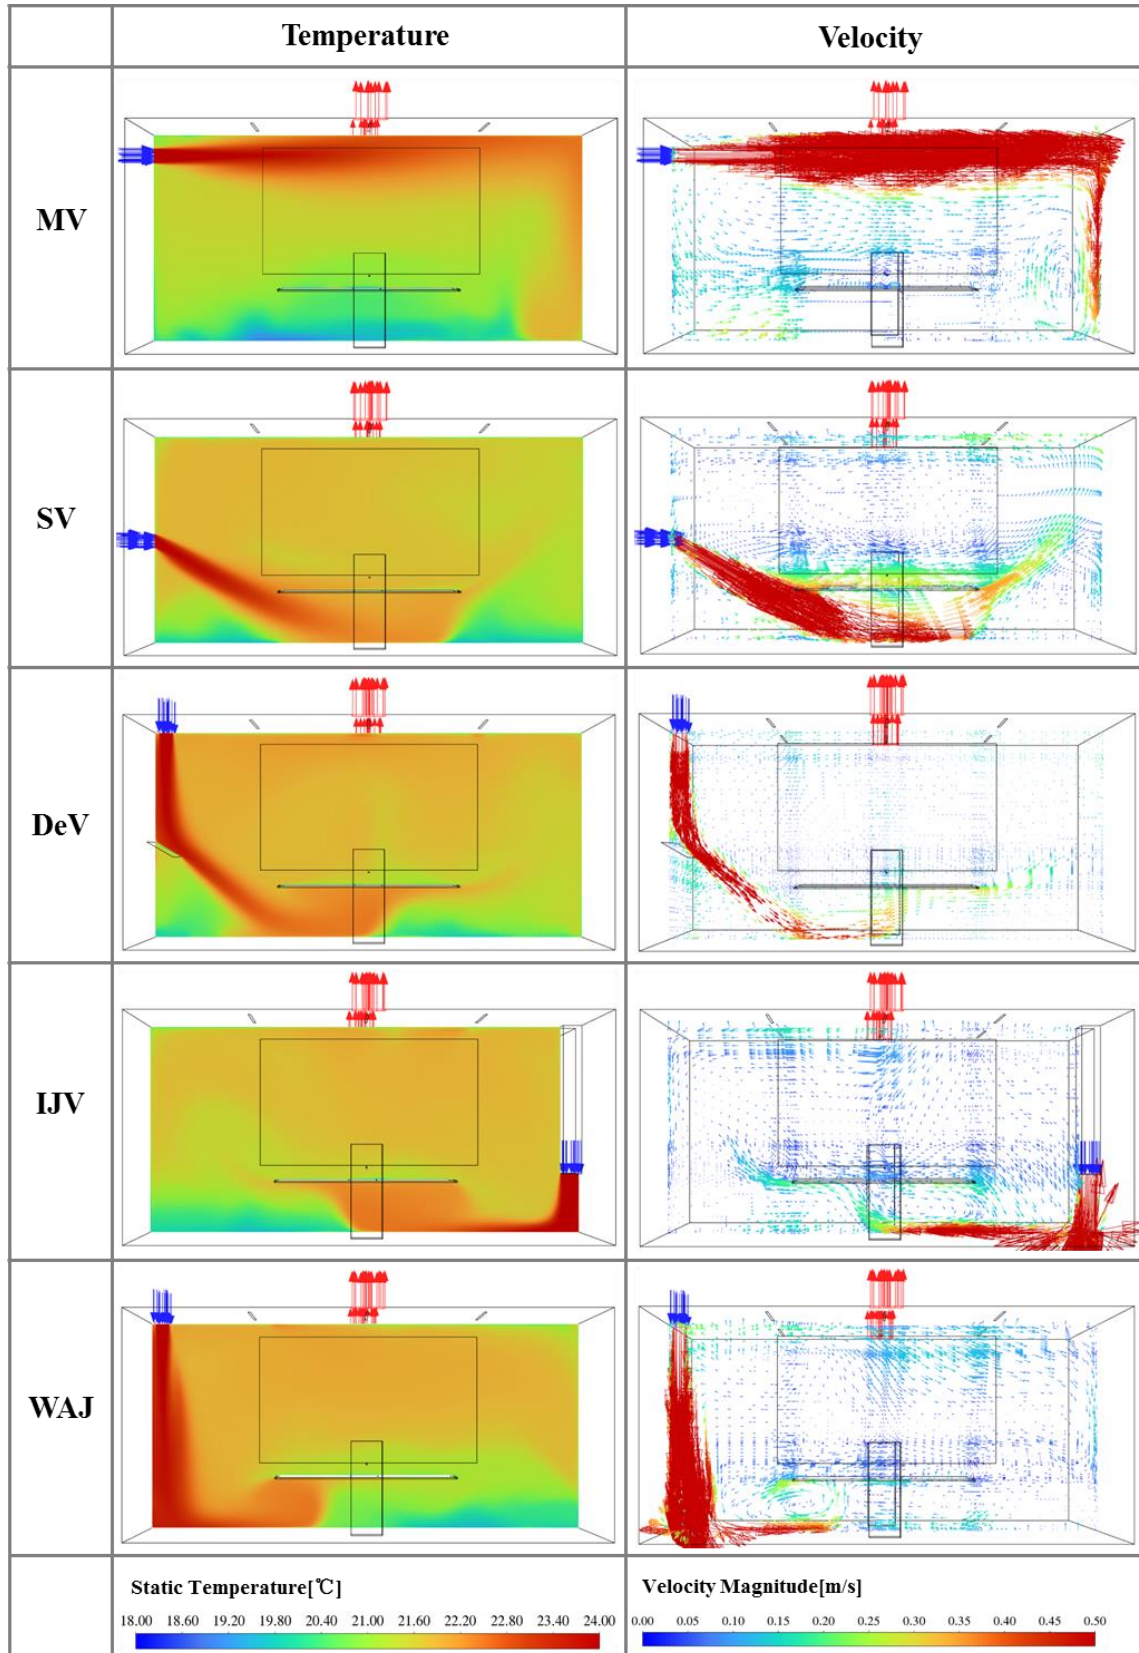 Temperature
Velocity
MV
SV
DeV
IJV
WAJ
Static Temperature[℃]
18.00 18.60 19.20 19.80 20.40 21.00 21.60 22.20 22.80 23.40 24.00
Velocity Magnitude[m/s]
0.00 0.05 0.10 0.15 0.20 0.25 0.30 0.35 0.40 0.45 0.50